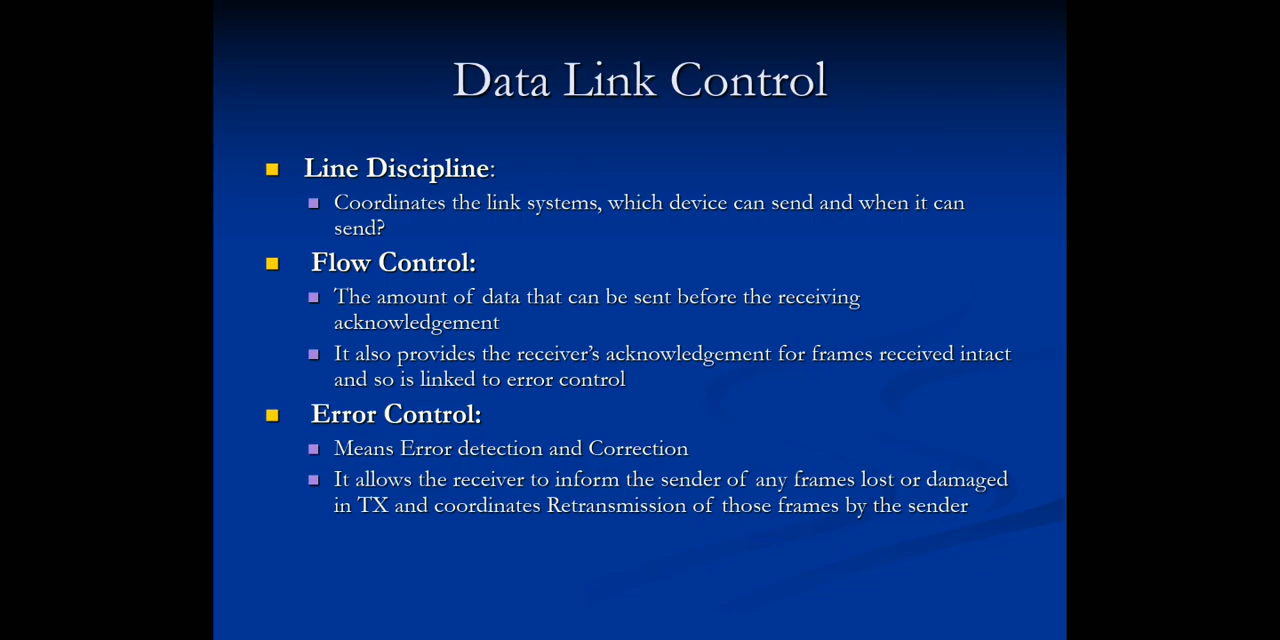 Data Link Control
Line Discipline:
Coordinates the link systems, which device can send and when it can
send?
Flow Control:
The amount of data that can be sent before the receiving
acknowledgement
It also provides the receiver’s acknowledgement for frames received intact
and so is linked to error control
Error Control:
Means Error detection and Correction
It allows the receiver to inform the sender of any frames lost or damaged
in TX and coordinates Retransmission of those frames by the sender